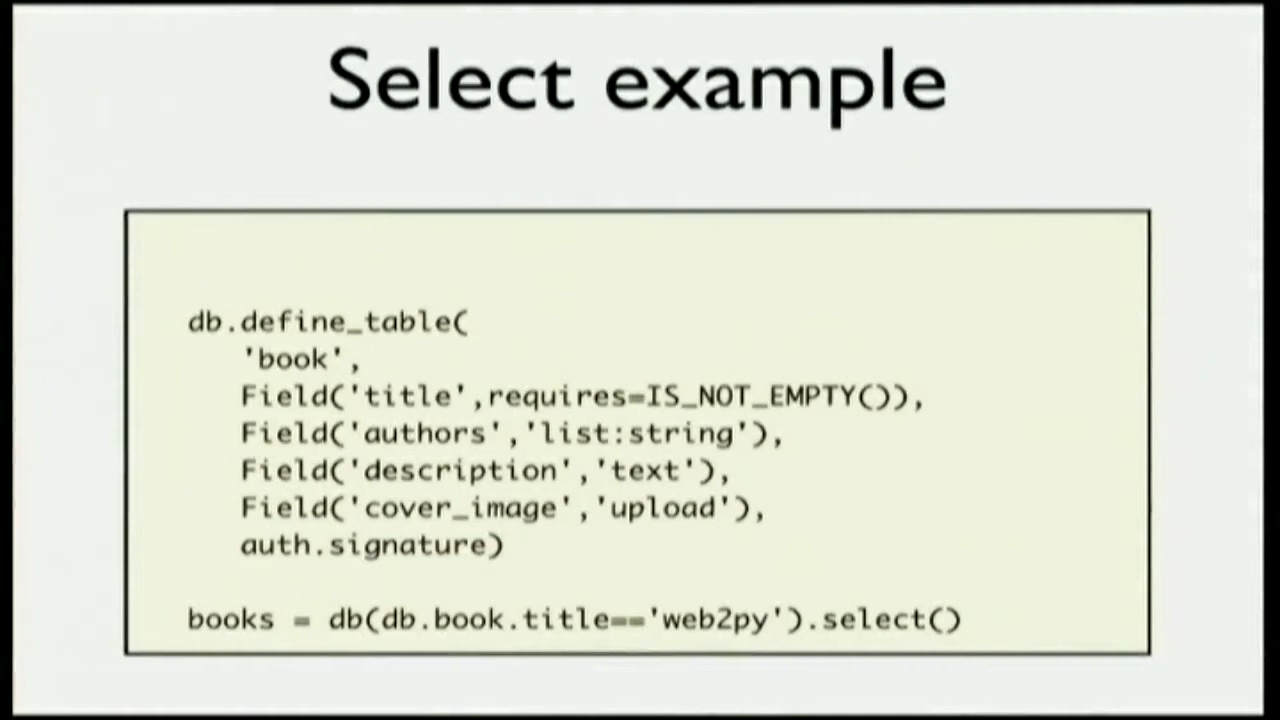 Select example
db.define_table(
'book',
Field('title',requires=IS_NOT_EMPTY()),
Field('authors','list:string'),
Field('description','text'),
Field('cover_image','upload'),
auth.signature)
books = db(db.book.title=='web2py').select()